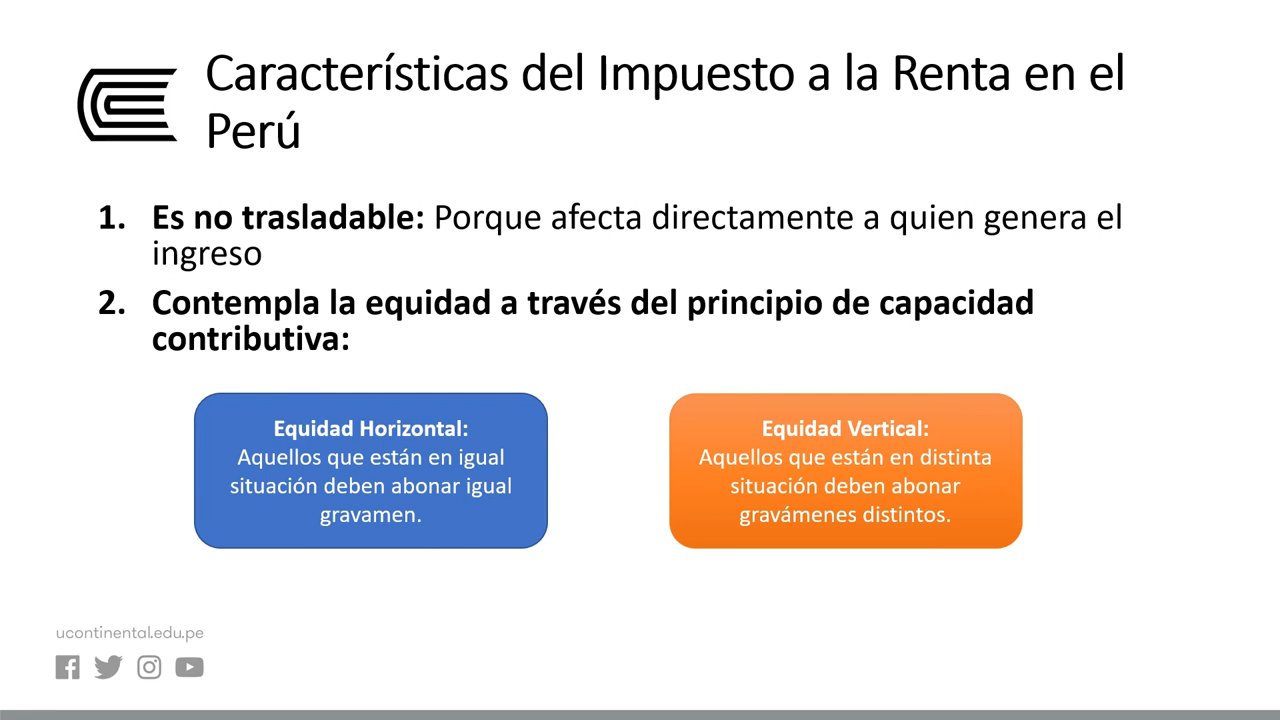 Características del Impuesto a la Renta en el
Perú
1. Es no trasladable: Porque afecta directamente a quien genera el
ingreso
2. Contempla la equidad a través del principio de capacidad
contributiva:
Equidad Horizontal:
Aquellos que están en igual
situación deben abonar igual
gravamen.
Equidad Vertical:
Aquellos que están en distinta
situación deben abonar
gravámenes distintos.
ucontinental.edu.pe